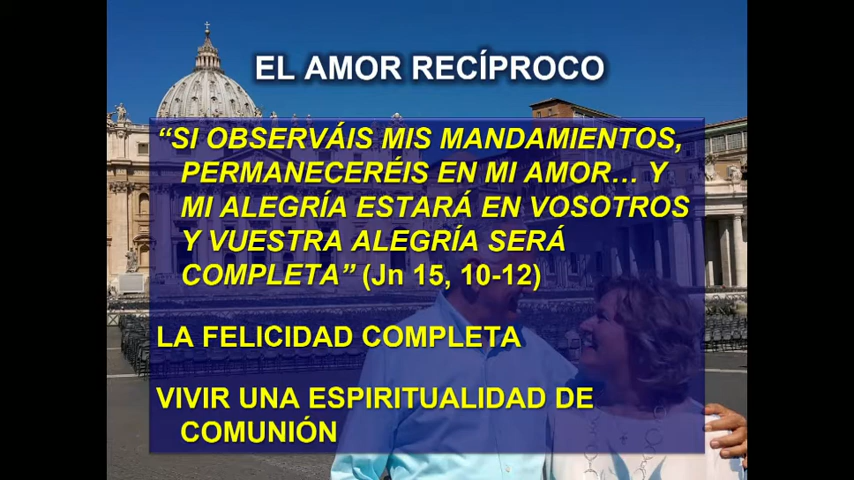 EL AMOR RECÍPROCO
“SI OBSERVÁIS MIS MANDAMIENTOS,
PERMANECERÉIS EN MI AMOR… Y
MI ALEGRÍA ESTARÁ EN VOSOTROS
Y VUESTRA ALEGRÍA SERÁ
COMPLETA” (Jn 15, 10-12)
LA FELICIDAD COMPLETA
VIVIR UNA ESPIRITUALIDAD DE
COMUNIÓN